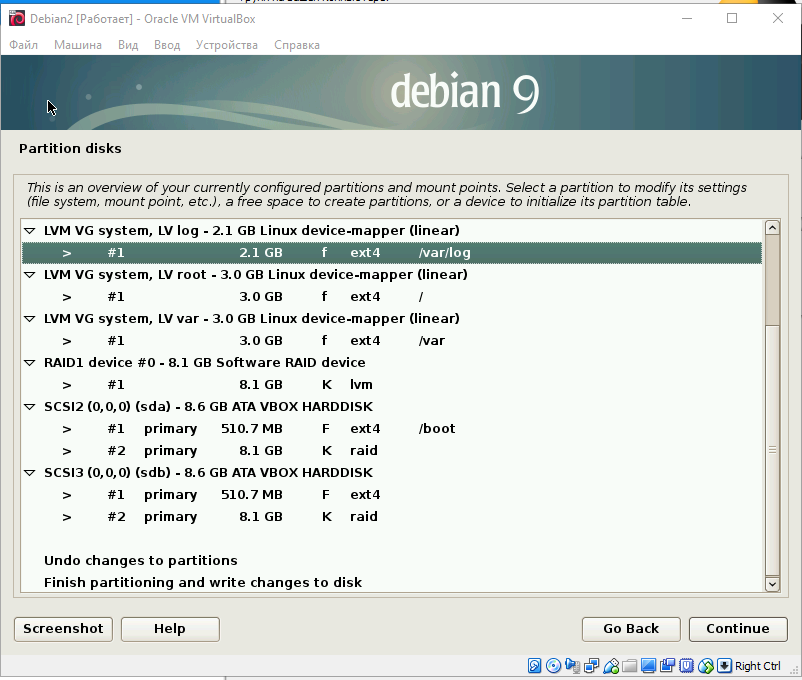 Debian2 [Работает] - Oracle VM VirtualBox
Файл Машина Вид Ввод Устройства Справка
debian 9
Partition disks
This is an overview of your currently configured partitions and mount points. Select a partition to modify its settings
(file system, mount point, etc.), a free space to create partitions, or a device to initialize its partition table.
LVM VG system, LV log - 2.1 GB Linux device-mapper (linear)
> #1 2.1 GB f ext4 /var/log
LVM VG system, LV root - 3.0 GB Linux device-mapper (linear)
> #1 3.0 GB f ext4 /
LVM VG system, LV var - 3.0 GB Linux device-mapper (linear)
> #1 3.0 GB f ext4 /var
RAID1 device #0 - 8.1 GB Software RAID device
> #1 8.1 GB K lvm
SCSI2 (0,0,0) (sda) - 8.6 GB ATA VBOX HARDDISK
> #1 primary 510.7 MB F ext4 /boot
> #2 primary 8.1 GB K raid
SCSI3 (0,0,0) (sdb) - 8.6 GB ATA VBOX HARDDISK
> #1 primary 510.7 MB F ext4
> #2 primary 8.1 GB K raid
Undo changes to partitions
Finish partitioning and write changes to disk
Screenshot Help Go Back Continue
Right Ctrl